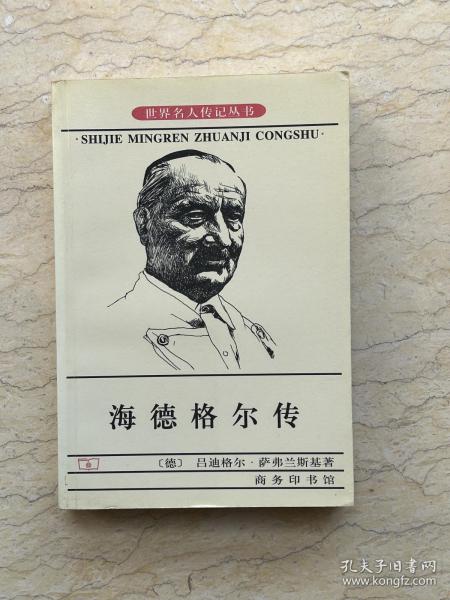 世界名人传记丛书
·SHIJIE MINGREN ZHUANJI CONGSHU·
海德格尔传
〔德〕 吕迪格尔·萨弗兰斯基著
商务印书馆
孔夫子旧书网
www.kongfz.com